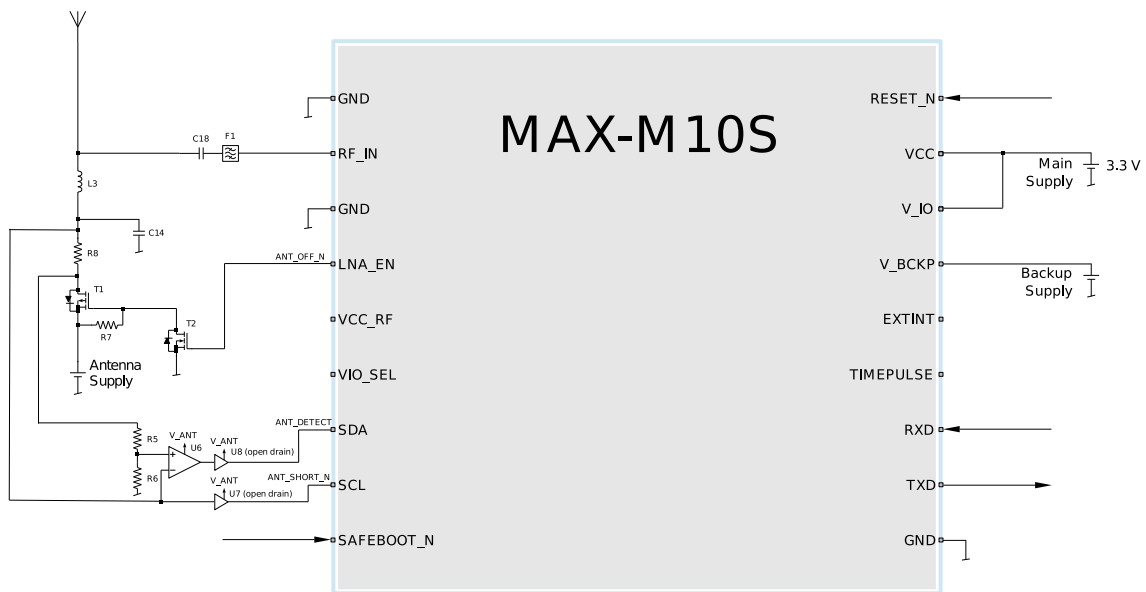 MAX-M10S
GND
RESET_N
C18
F1
RF_IN
VCC
Main
Supply
3.3 V
L3
GND
V_IO
C14
R8
ANT_OFF_N
LNA_EN
V_BCKP
Backup
Supply
T1
T2
R7
VCC_RF
EXTINT
Antenna
Supply
VIO_SEL
TIMEPULSE
ANT_DETECT
SDA
RXD
R5
V_ANT
U6
V_ANT
U8 (open drain)
R6
ANT_SHORT_N
SCL
TXD
V_ANT
U7 (open drain)
SAFEBOOT_N
GND